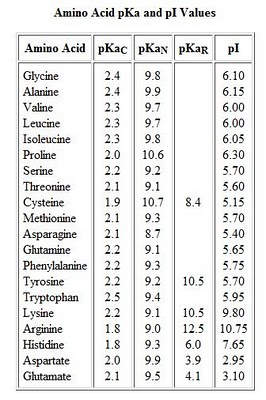 Amino Acid pKa and pI Values
Amino Acid pKaC pKaN pKaR pI
Glycine 2.4 9.8 6.10
Alanine 2.4 9.9 6.15
Valine 2.3 9.7 6.00
Leucine 2.3 9.7 6.00
Isoleucine 2.3 9.8 6.05
Proline 2.0 10.6 6.30
Serine 2.2 9.2 5.70
Threonine 2.1 9.1 5.60
Cysteine 1.9 10.7 8.4 5.15
Methionine 2.1 9.3 5.70
Asparagine 2.1 8.7 5.40
Glutamine 2.2 9.1 5.65
Phenylalanine 2.2 9.3 5.75
Tyrosine 2.2 9.2 10.5 5.70
Tryptophan 2.5 9.4 5.95
Lysine 2.2 9.1 10.5 9.80
Arginine 1.8 9.0 12.5 10.75
Histidine 1.8 9.3 6.0 7.65
Aspartate 2.0 9.9 3.9 2.95
Glutamate 2.1 9.5 4.1 3.10